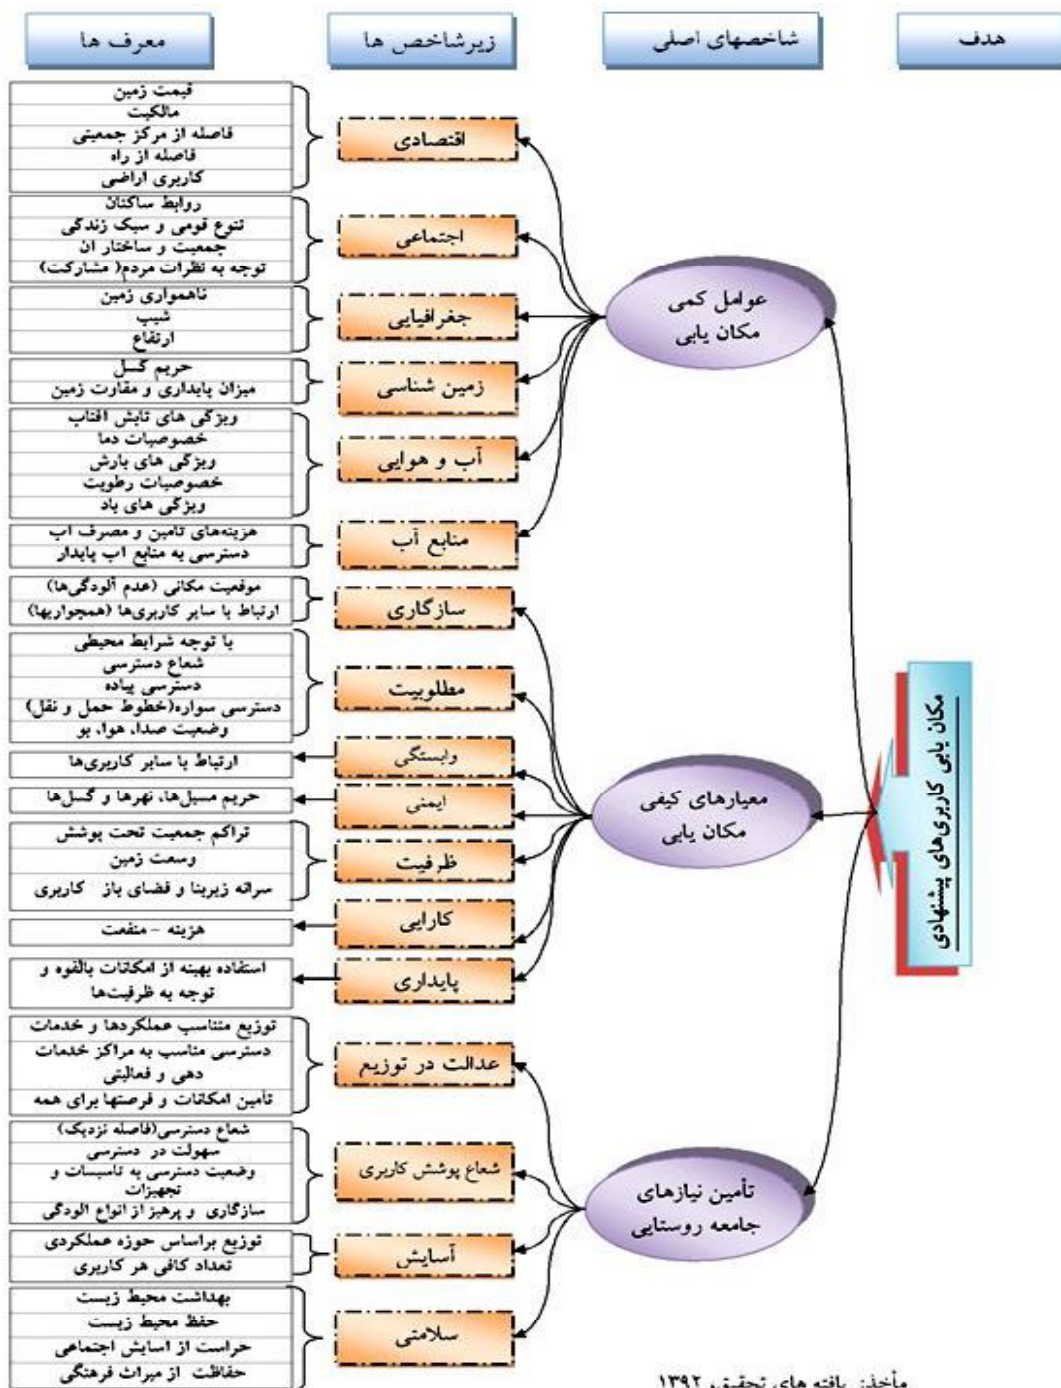 هدف
شاخصهای اصلی
زیرشاخص ها
معرف ها
مکان یابی کاربری‌های پیشنهادی
عوامل کمی
مکان یابی
اقتصادی
قیمت زمین
مالکیت
فاصله از مرکز جمعیتی
فاصله از راه
کاربری اراضی
اجتماعی
روابط ساکنان
تنوع قومی و سبک زندگی
جمعیت و ساختار ان
توجه به نظرات مردم( مشارکت)
جغرافیایی
ناهمواری زمین
شیب
ارتفاع
زمین شناسی
حریم گسل
میزان پایداری و مقاومت زمین
آب و هوایی
ویژگی های تابش افتاب
خصوصیات دما
ویژگی های بارش
خصوصیات رطوبت
ویژگی های باد
منابع آب
هزینه‌های تامین و مصرف اب
دسترسی به منابع اب پایدار
معیارهای کیفی
مکان یابی
سازگاری
موقعیت مکانی (عدم آلودگی‌ها)
ارتباط با سایر کاربری‌ها (همجواریها)
مطلوبیت
با توجه شرایط محیطی
شعاع دسترسی
دسترسی پیاده
دسترسی سواره(خطوط حمل و نقل)
وضعیت صدا، هوا، بو
وابستگی
ارتباط با سایر کاربری‌ها
ایمنی
حریم مسیل‌ها، نهرها و گسل‌ها
ظرفیت
تراکم جمعیت تحت پوشش
وسعت زمین
سرانه زیربنا و فضای باز کاربری
کارایی
هزینه - منفعت
پایداری
استفاده بهینه از امکانات بالقوه و
توجه به ظرفیت‌ها
تأمین نیازهای
جامعه روستایی
عدالت در توزیع
توزیع متناسب عملکردها و خدمات
دسترسی مناسب به مراکز خدمات
دهی و فعالیتی
تأمین امکانات و فرصتها برای همه
شعاع پوشش کاربری
شعاع دسترسی(فاصله نزدیک)
سهولت در دسترسی
وضعیت دسترسی به تاسیسات و
تجهیزات
سازگاری و پرهیز از انواع الودگی
آسایش
توزیع براساس حوزه عملکردی
تعداد کافی هر کاربری
سلامتی
بهداشت محیط زیست
حفظ محیط زیست
حراست از اسایش اجتماعی
حفاظت از میراث فرهنگی
مأخذ: یافته های تحقیق، ۱۳۹۲